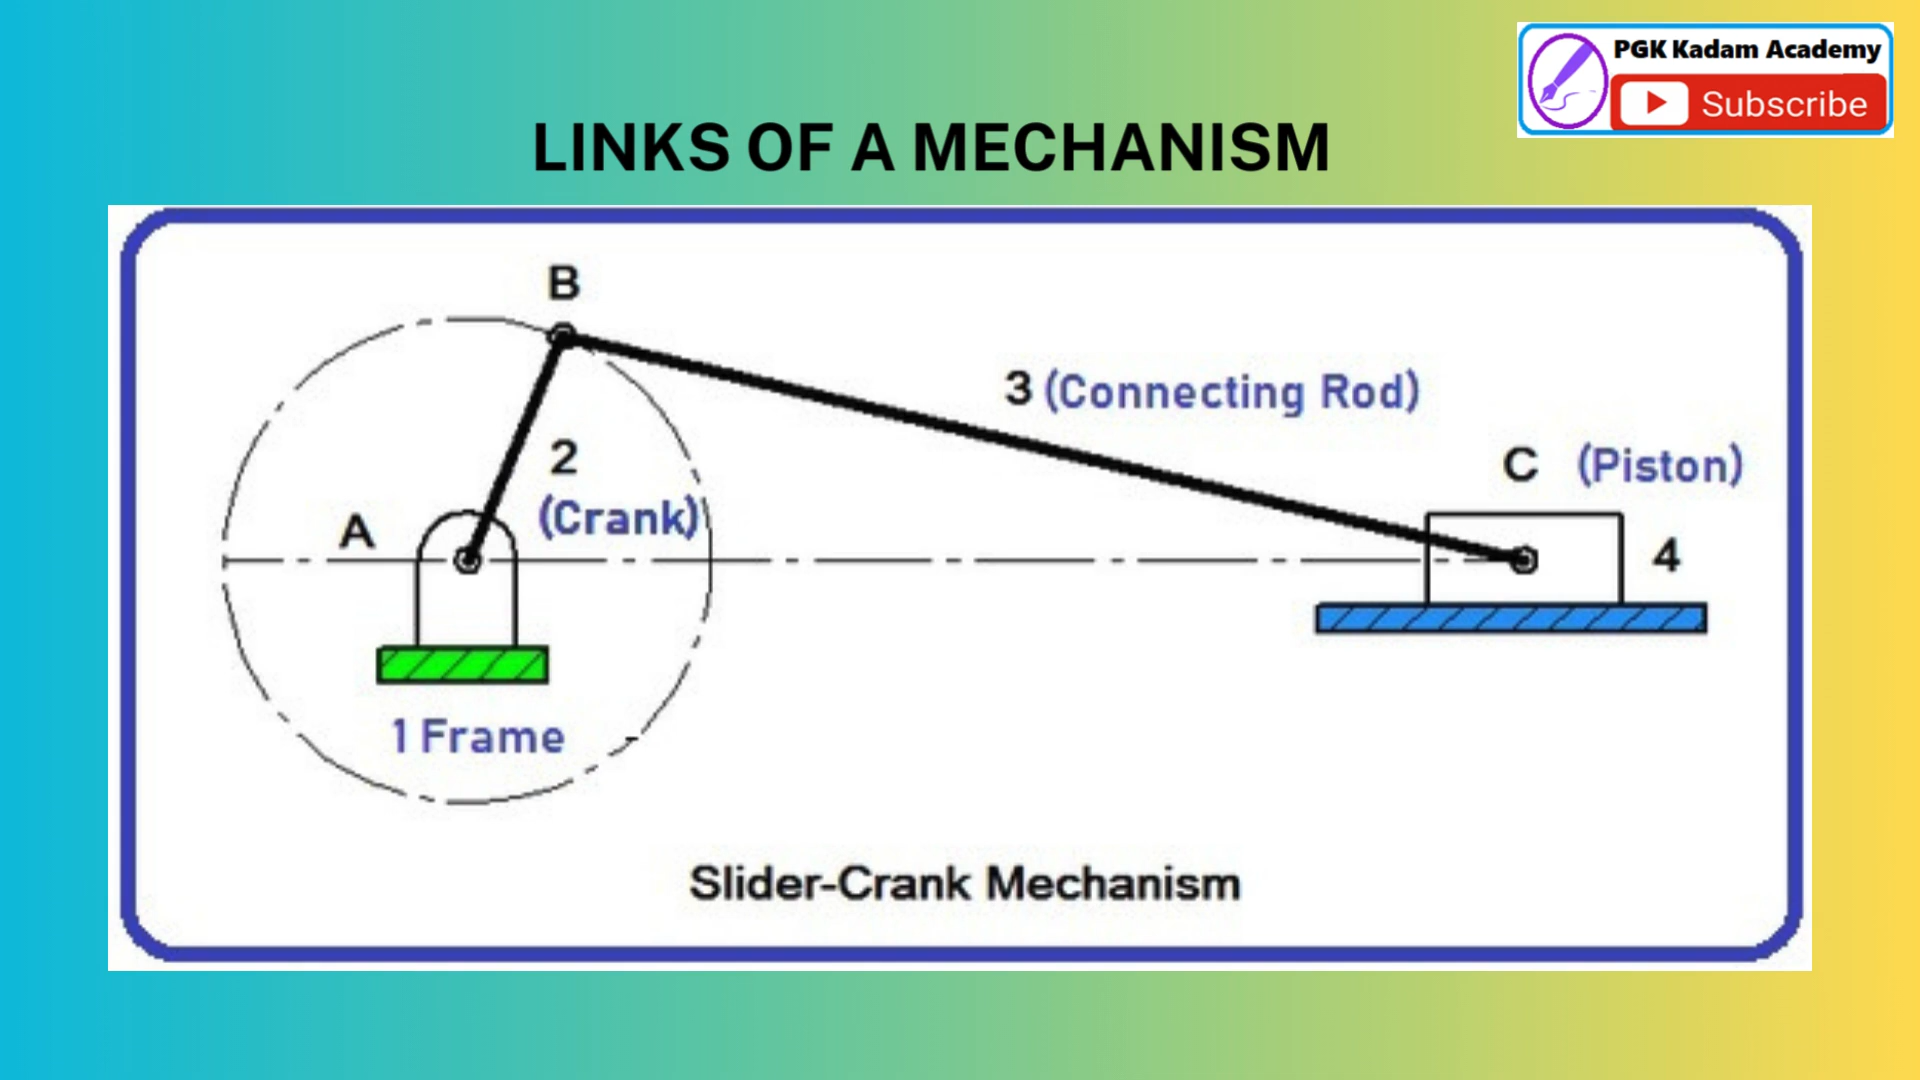 PGK Kadam Academy
Subscribe
LINKS OF A MECHANISM
B
3 (Connecting Rod)
2
(Crank)
C (Piston)
A
4
1 Frame
Slider-Crank Mechanism